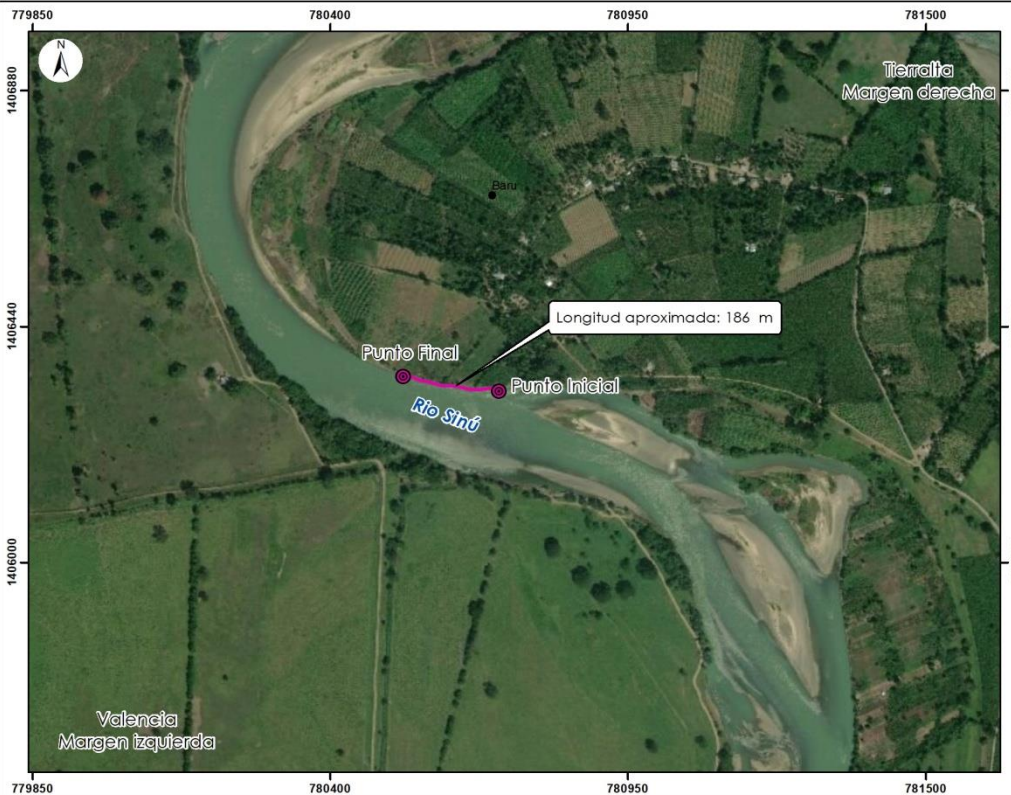 779850
780400
780950
781500
N
1406880
Tierralta
Margen derecha
Baru
1406440
Longitud aproximada: 186 m
Punto Final
Punto Inicial
Rio Sinú
1406000
Valencia
Margen izquierda
779850
780400
780950
781500